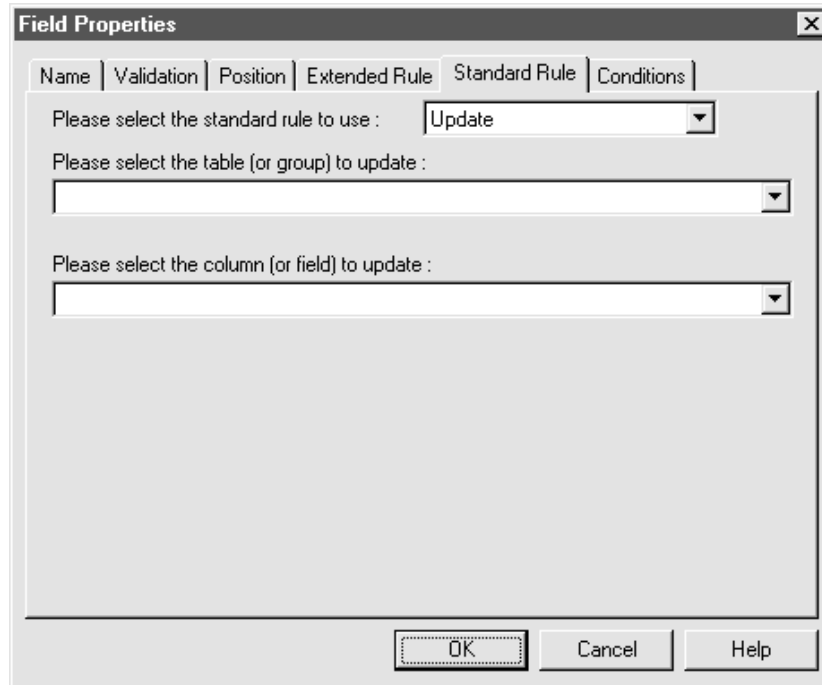 Field Properties
Name Validation Position Extended Rule Standard Rule Conditions
Please select the standard rule to use : Update
Please select the table (or group) to update :
Please select the column (or field) to update :
OK Cancel Help